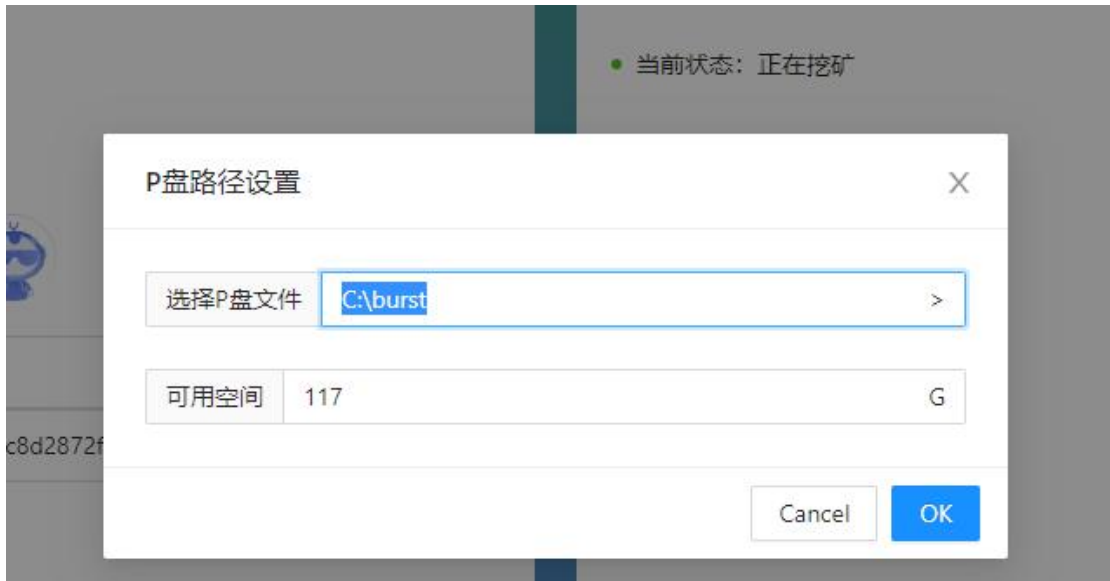 当前状态：正在挖矿
P盘路径设置
选择P盘文件 C:\burst >
可用空间 117 G
c8d2872f
Cancel OK